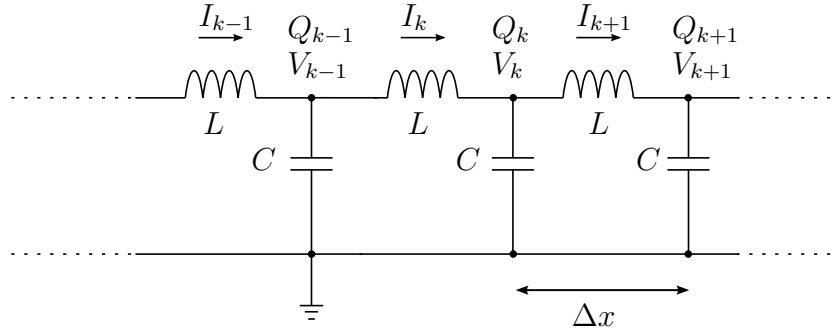 I_{k−1} Q_{k−1} I_k Q_k I_{k+1} Q_{k+1}
V_{k−1} V_k V_{k+1}
L L L
C C C
Δx